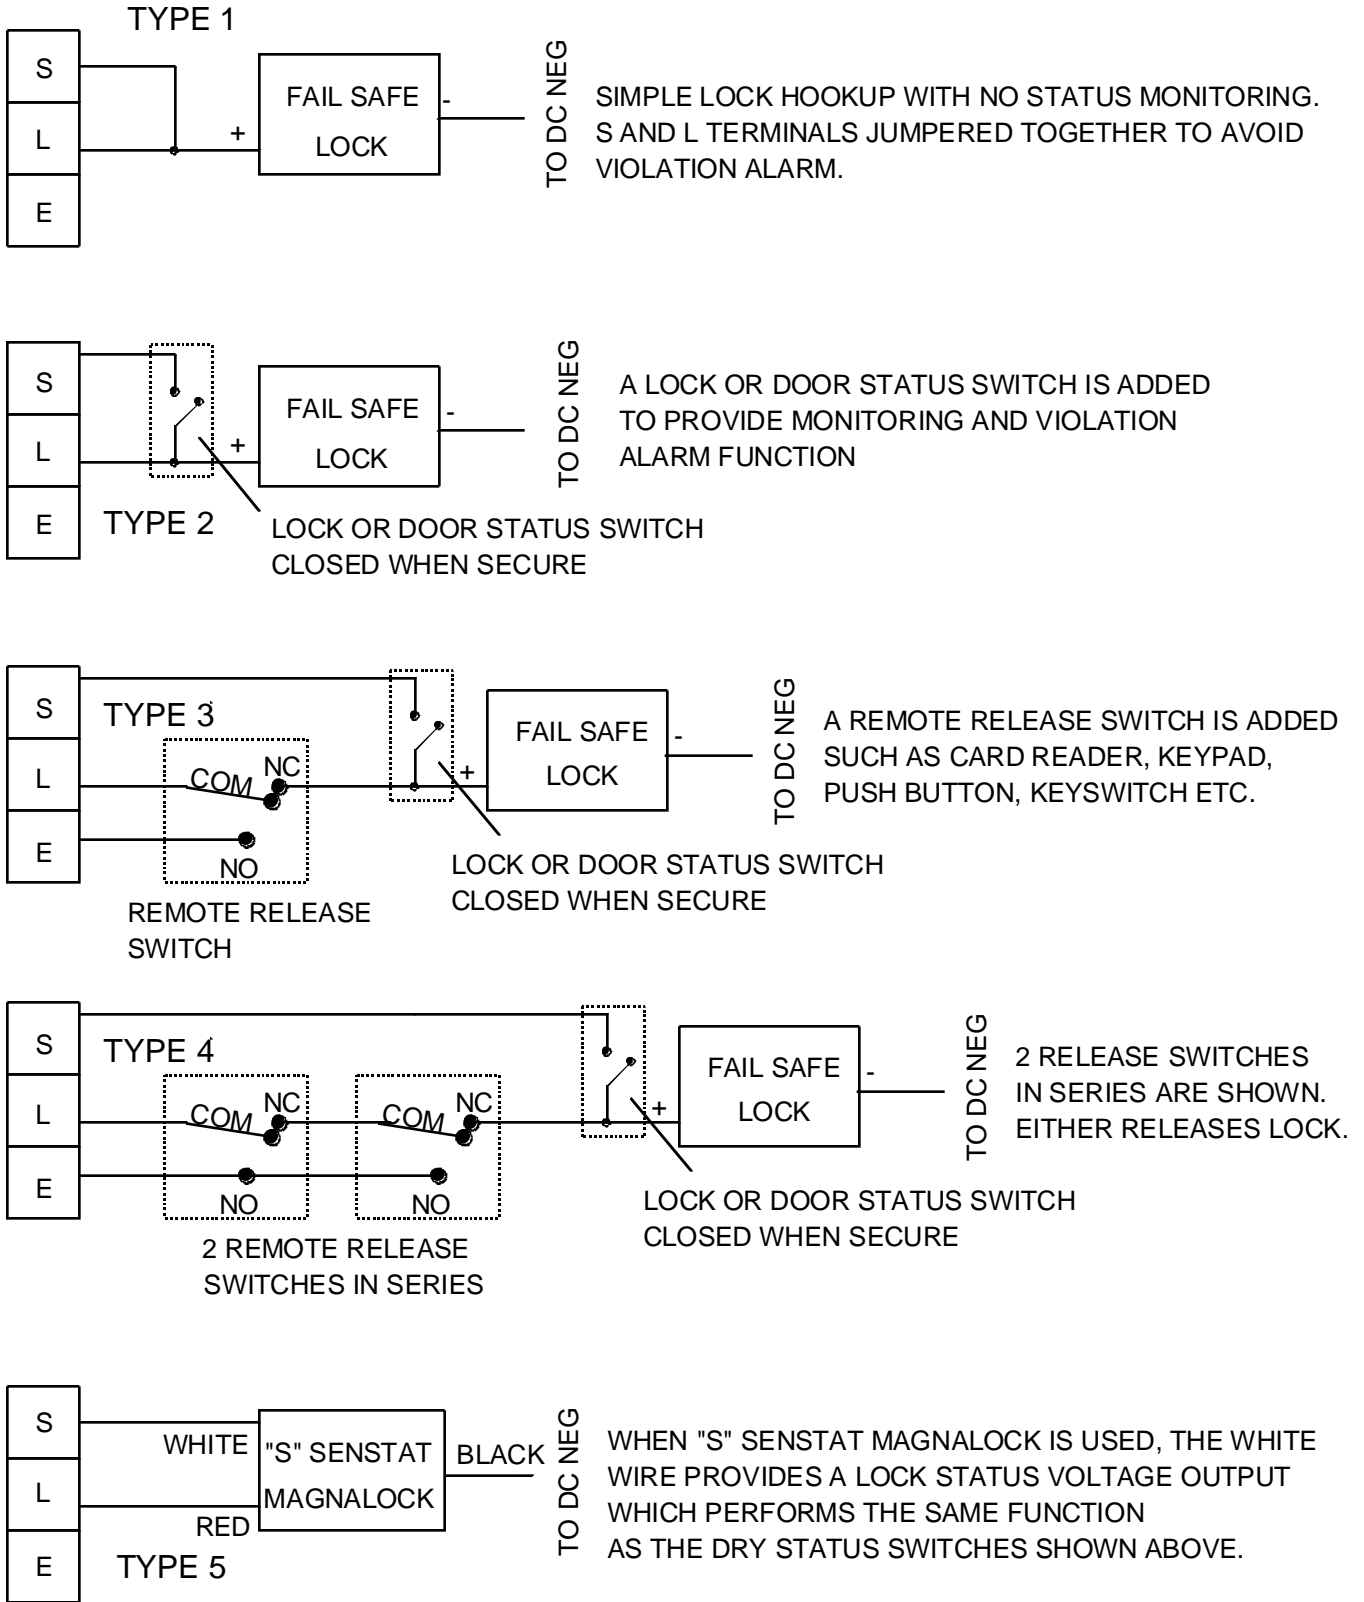 TYPE 1
S
L
E
+
FAIL SAFE
LOCK
-
TO DC NEG
SIMPLE LOCK HOOKUP WITH NO STATUS MONITORING.
S AND L TERMINALS JUMPERED TOGETHER TO AVOID
VIOLATION ALARM.
S
L
E
TYPE 2
+
FAIL SAFE
LOCK
-
TO DC NEG
A LOCK OR DOOR STATUS SWITCH IS ADDED
TO PROVIDE MONITORING AND VIOLATION
ALARM FUNCTION
LOCK OR DOOR STATUS SWITCH
CLOSED WHEN SECURE
S
L
E
TYPE 3
COM
NC
NO
REMOTE RELEASE
SWITCH
+
FAIL SAFE
LOCK
-
TO DC NEG
A REMOTE RELEASE SWITCH IS ADDED
SUCH AS CARD READER, KEYPAD,
PUSH BUTTON, KEYSWITCH ETC.
LOCK OR DOOR STATUS SWITCH
CLOSED WHEN SECURE
S
L
E
TYPE 4
COM
NC
NO
COM
NC
NO
2 REMOTE RELEASE
SWITCHES IN SERIES
+
FAIL SAFE
LOCK
-
TO DC NEG
2 RELEASE SWITCHES
IN SERIES ARE SHOWN.
EITHER RELEASES LOCK.
LOCK OR DOOR STATUS SWITCH
CLOSED WHEN SECURE
S
L
E
WHITE
RED
TYPE 5
"S" SENSTAT
MAGNALOCK
BLACK
TO DC NEG
WHEN "S" SENSTAT MAGNALOCK IS USED, THE WHITE
WIRE PROVIDES A LOCK STATUS VOLTAGE OUTPUT
WHICH PERFORMS THE SAME FUNCTION
AS THE DRY STATUS SWITCHES SHOWN ABOVE.